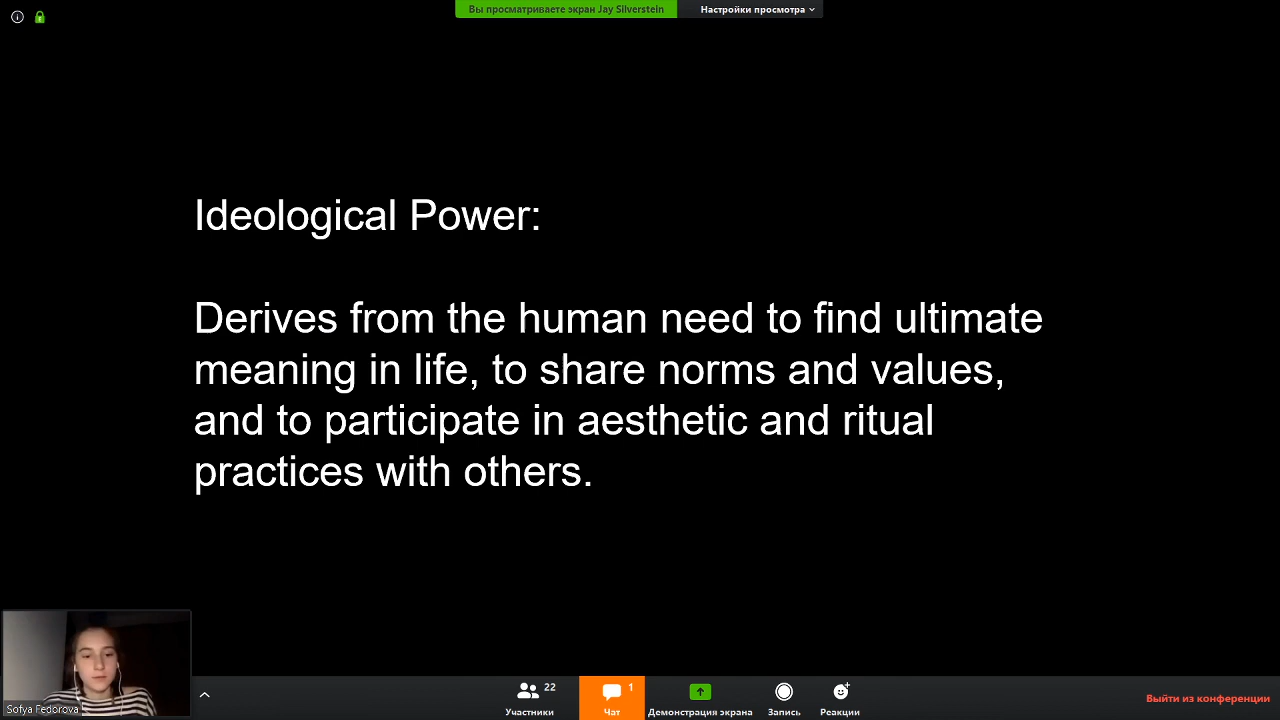 Вы просматриваете экран Jay Silverstein
Настройки просмотра
Ideological Power:
Derives from the human need to find ultimate
meaning in life, to share norms and values,
and to participate in aesthetic and ritual
practices with others.
Sofya Fedorova
22
Участники
1
Чат
Демонстрация экрана
Запись
Реакции
Выйти из конференции